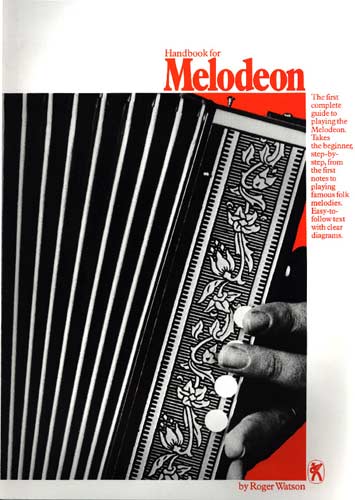 Handbook for
Melodeon
The first
complete
guide to
playing the
Melodeon.
Takes
the beginner,
step-by-
step, from
the first
notes to
playing
famous folk
melodies.
Easy-to-
follow text
with clear
diagrams.
by Roger Watson